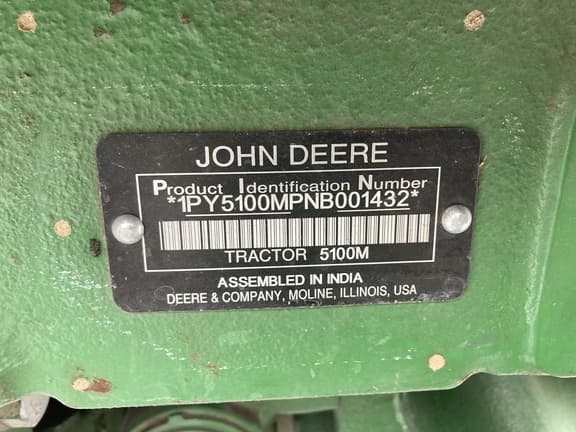 JOHN DEERE
Product Identification Number
*1PY5100MPNB001432*
TRACTOR 5100M
ASSEMBLED IN INDIA
DEERE & COMPANY, MOLINE, ILLINOIS, USA